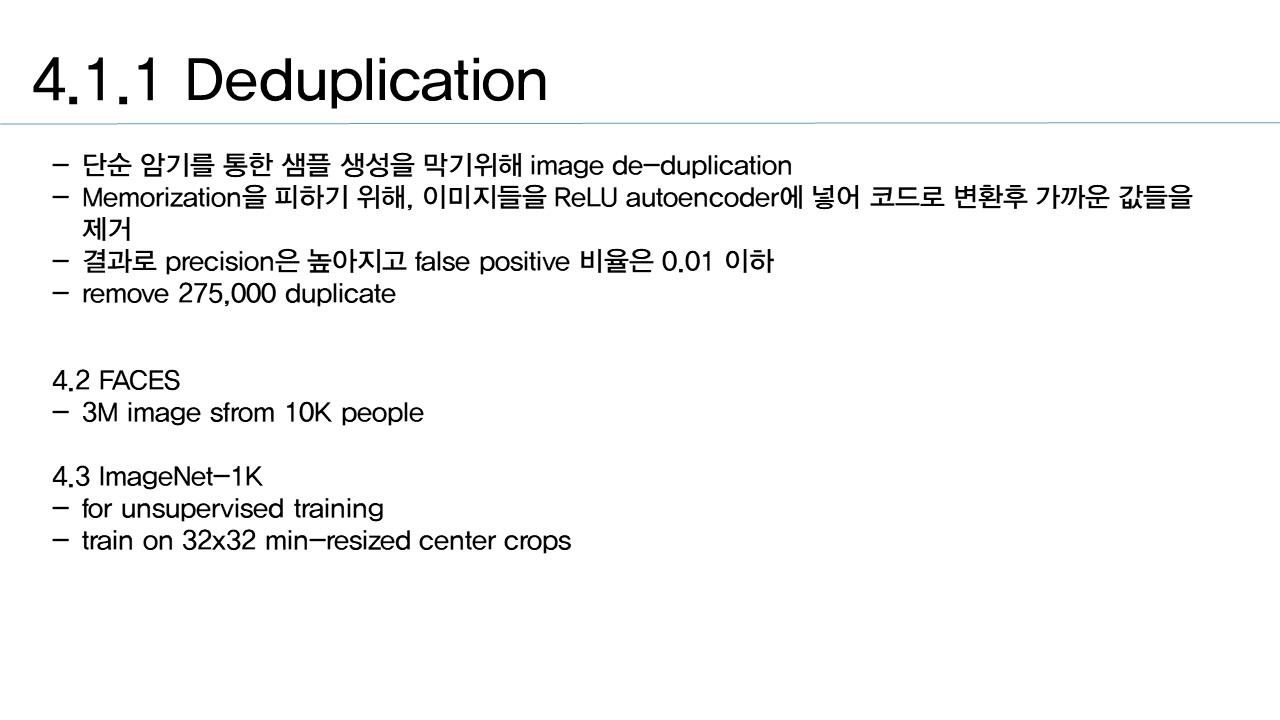 4.1.1 Deduplication
– 단순 암기를 통한 샘플 생성을 막기위해 image de-duplication
– Memorization을 피하기 위해, 이미지들을 ReLU autoencoder에 넣어 코드로 변환후 가까운 값들을
제거
– 결과로 precision은 높아지고 false positive 비율은 0.01 이하
– remove 275,000 duplicate
4.2 FACES
– 3M image sfrom 10K people
4.3 ImageNet-1K
– for unsupervised training
– train on 32x32 min-resized center crops